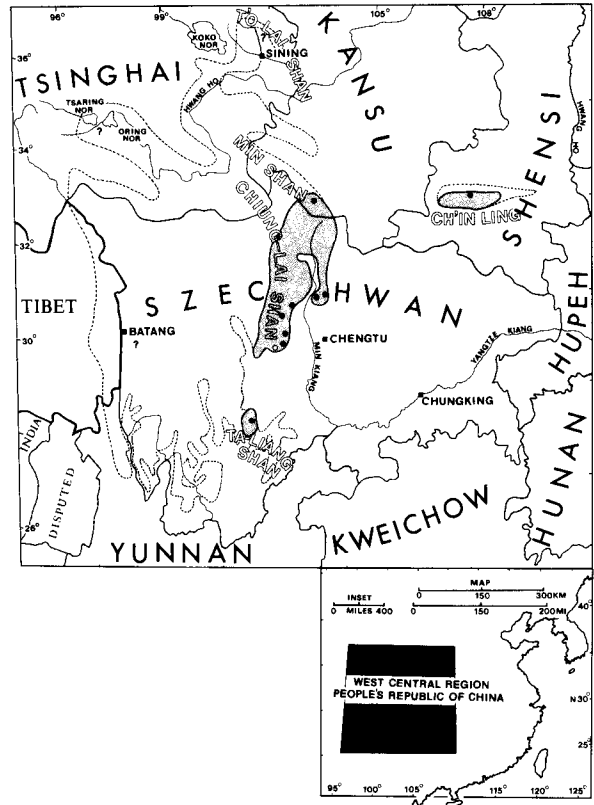 96° 99° 105° 108°
36°
34°
32°
30°
26°
TO LAI SHAN
?
KOKO
NOR
SINING
KANSU
TSINGHAI
HWANG HO
TSARING
NOR
?
ORING
NOR
MIN SHAN
CHIUNG-LAI SHAN
SHENSI
HWANG
HO
CH'IN LING
TIBET
SZECHWAN
BATANG
?
CHENGTU
MIN KIANG
YANGTZE KIANG
HUPEH
CHUNGKING
TA LIANG
SHAN
INDIA
DISPUTED
HUNAN
YUNNAN
KWEICHOW
MAP
INSET 0 150 300KM
0 MILES 400 0 150 200MI
40°
WEST CENTRAL REGION
PEOPLE'S REPUBLIC OF CHINA
N30°
25°
95° 100° 105° 110° 115° 120°